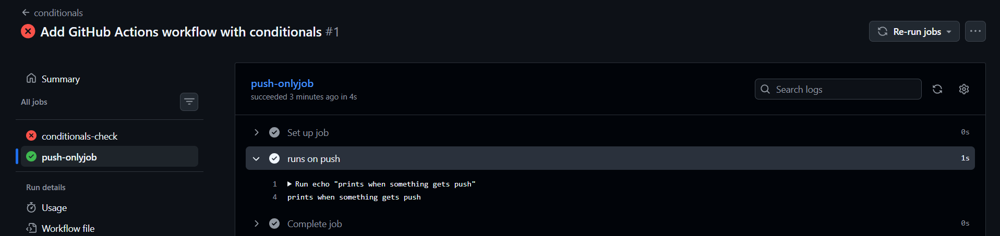 conditionals
Add GitHub Actions workflow with conditionals #1
Re-run jobs
Summary
All jobs
conditionals-check
push-onlyjob
Run details
Usage
Workflow file
push-onlyjob
succeeded 3 minutes ago in 4s
Search logs
Set up job 0s
runs on push 1s
1 Run echo "prints when something gets push"
4 prints when something gets push
Complete job 0s